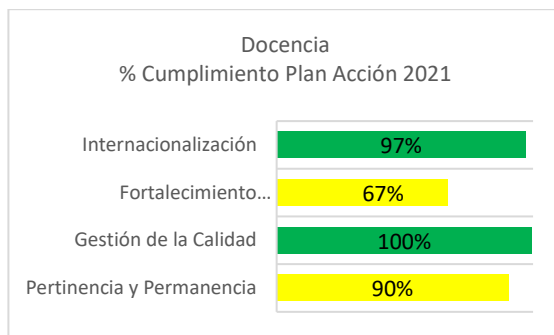 Docencia
% Cumplimiento Plan Acción 2021
Internacionalización 97%
Fortalecimiento... 67%
Gestión de la Calidad 100%
Pertinencia y Permanencia 90%